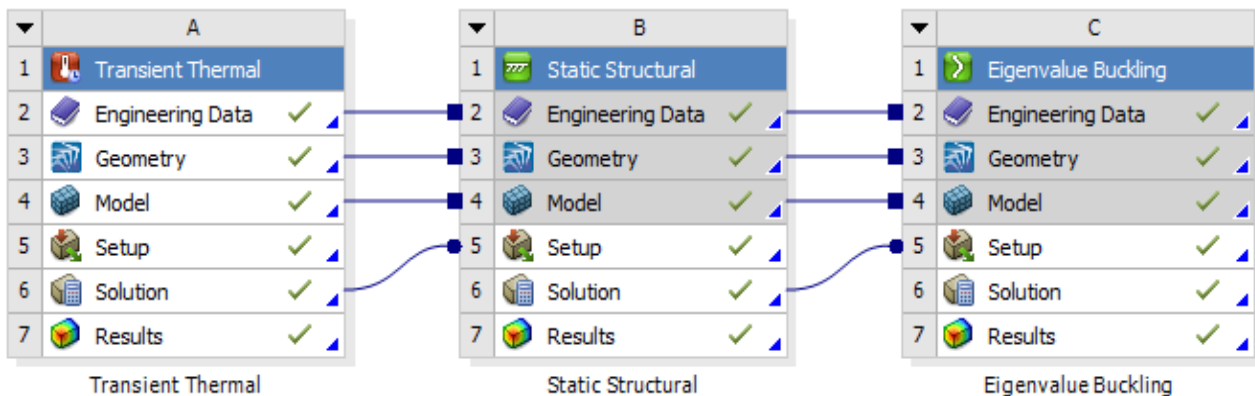 A
1 Transient Thermal
2 Engineering Data
3 Geometry
4 Model
5 Setup
6 Solution
7 Results
Transient Thermal
B
1 Static Structural
2 Engineering Data
3 Geometry
4 Model
5 Setup
6 Solution
7 Results
Static Structural
C
1 Eigenvalue Buckling
2 Engineering Data
3 Geometry
4 Model
5 Setup
6 Solution
7 Results
Eigenvalue Buckling